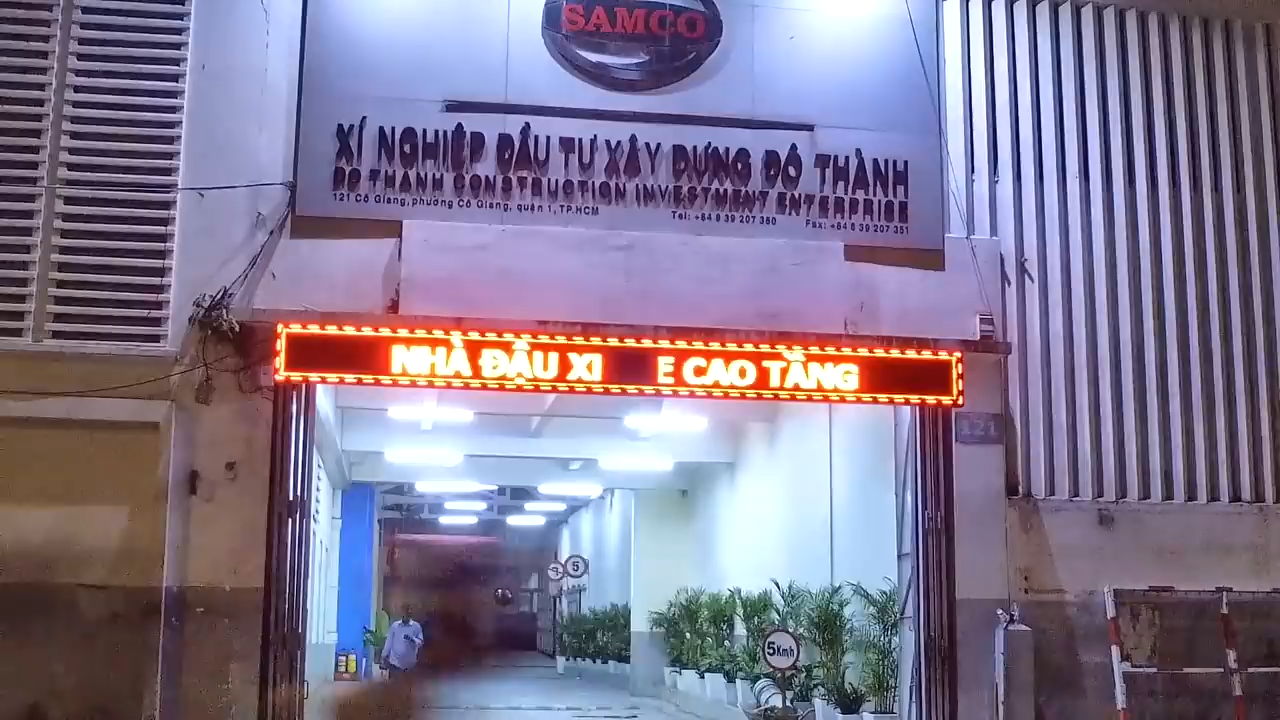 SAMCO
XÍ NGHIỆP ĐẦU TƯ XÂY DỰNG ĐÔ THÀNH
DO THANH CONSTRUCTION INVESTMENT ENTERPRISE
121 Cô Giang, phường Cô Giang, quận 1, TP.HCM Tel: +84 8 39 207 360 Fax: +84 8 39 207 351
NHÀ ĐẬU XI E CAO TẦNG
121
5
5Km/h